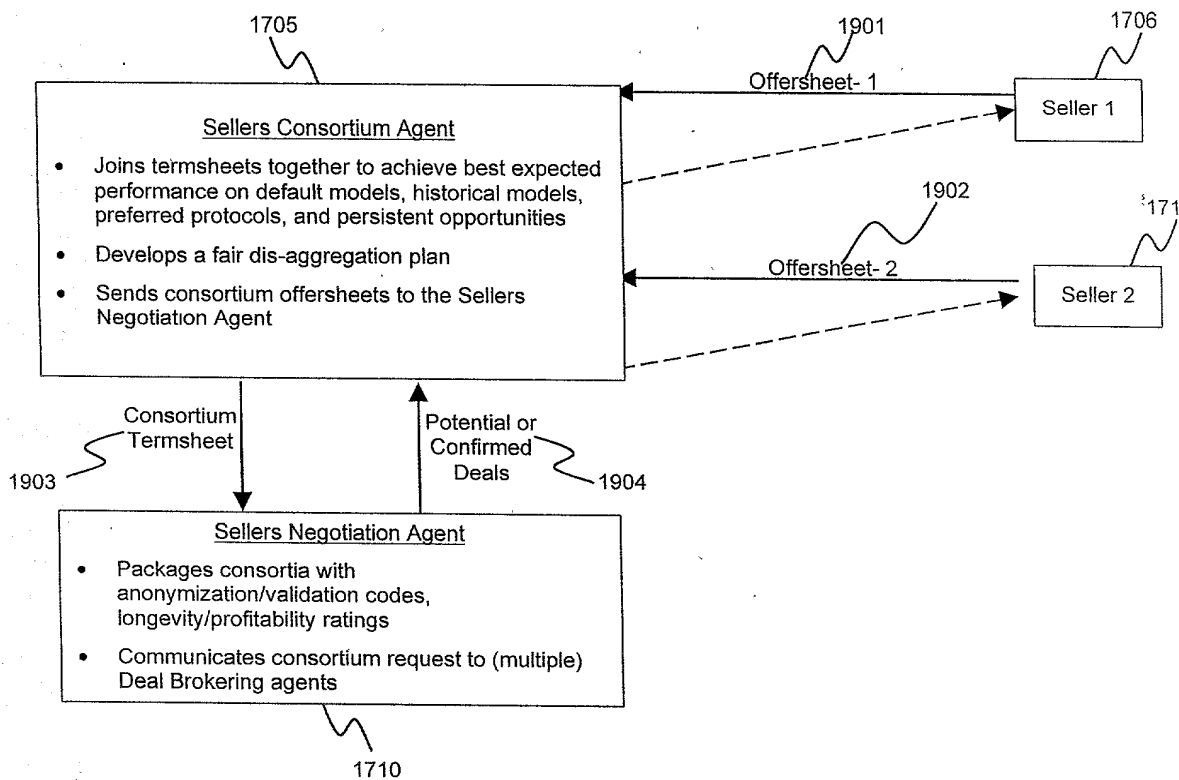 1705
1901
1706
Offersheet- 1
Seller 1
Sellers Consortium Agent
• Joins termsheets together to achieve best expected
performance on default models, historical models,
preferred protocols, and persistent opportunities
• Develops a fair dis-aggregation plan
• Sends consortium offersheets to the Sellers
Negotiation Agent
1902
171
Offersheet- 2
Seller 2
Consortium
Termsheet
1903
Potential or
Confirmed
Deals
1904
Sellers Negotiation Agent
• Packages consortia with
anonymization/validation codes,
longevity/profitability ratings
• Communicates consortium request to (multiple)
Deal Brokering agents
1710